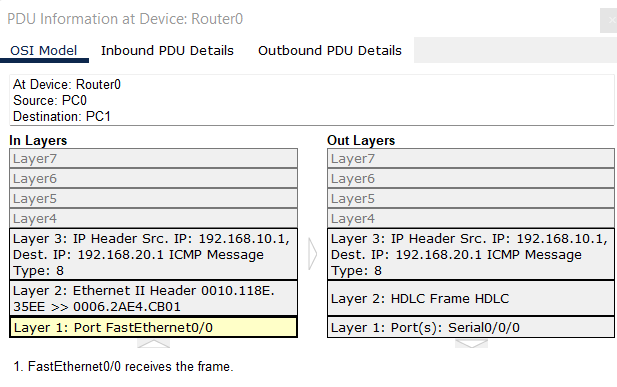 PDU Information at Device: Router0
OSI Model Inbound PDU Details Outbound PDU Details
At Device: Router0
Source: PC0
Destination: PC1
In Layers
Layer7
Layer6
Layer5
Layer4
Layer 3: IP Header Src. IP: 192.168.10.1,
Dest. IP: 192.168.20.1 ICMP Message
Type: 8
Layer 2: Ethernet II Header 0010.118E.
35EE >> 0006.2AE4.CB01
Layer 1: Port FastEthernet0/0
Out Layers
Layer7
Layer6
Layer5
Layer4
Layer 3: IP Header Src. IP: 192.168.10.1,
Dest. IP: 192.168.20.1 ICMP Message
Type: 8
Layer 2: HDLC Frame HDLC
Layer 1: Port(s): Serial0/0/0
1. FastEthernet0/0 receives the frame.